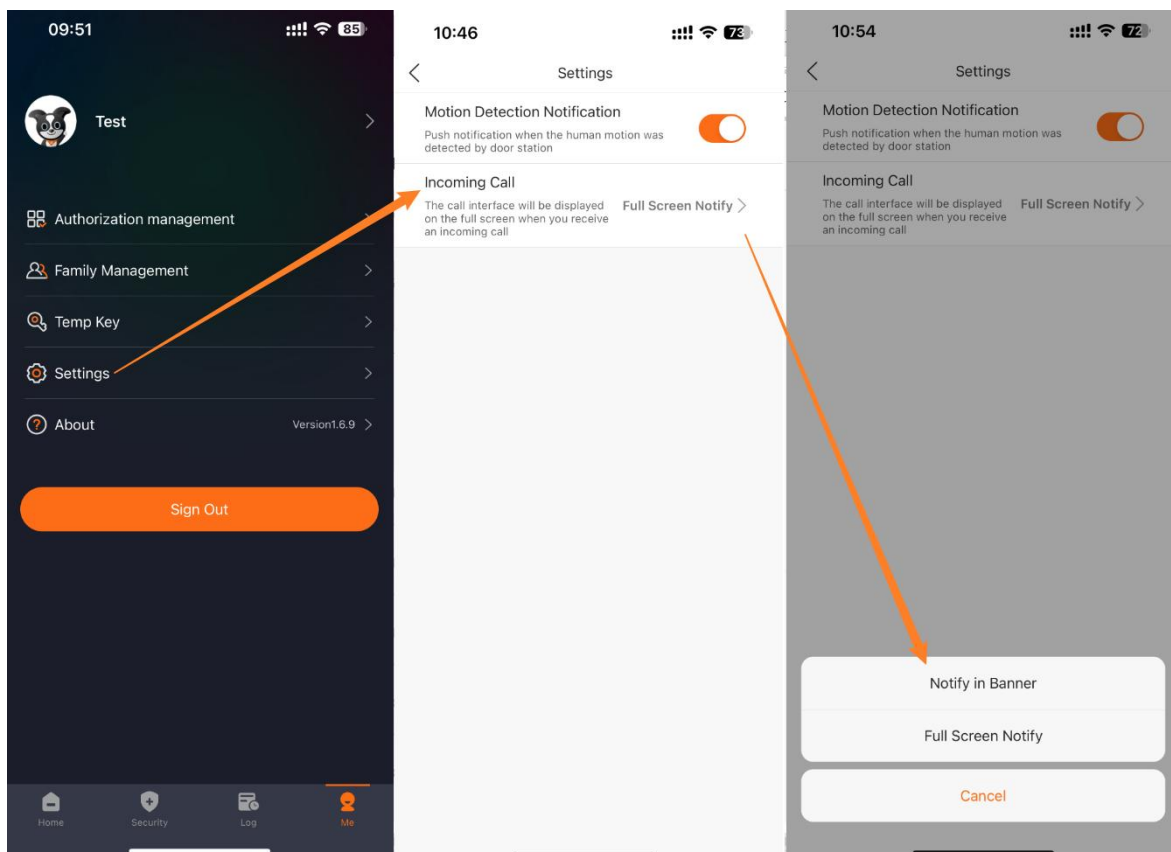 09:51
85
Test
Authorization management
Family Management
Temp Key
Settings
About
Version1.6.9
Sign Out
Home
Security
Log
Me
10:46
73
Settings
Motion Detection Notification
Push notification when the human motion was
detected by door station
Incoming Call
The call interface will be displayed
on the full screen when you receive
an incoming call
Full Screen Notify
10:54
72
Settings
Motion Detection Notification
Push notification when the human motion was
detected by door station
Incoming Call
The call interface will be displayed
on the full screen when you receive
an incoming call
Full Screen Notify
Notify in Banner
Full Screen Notify
Cancel